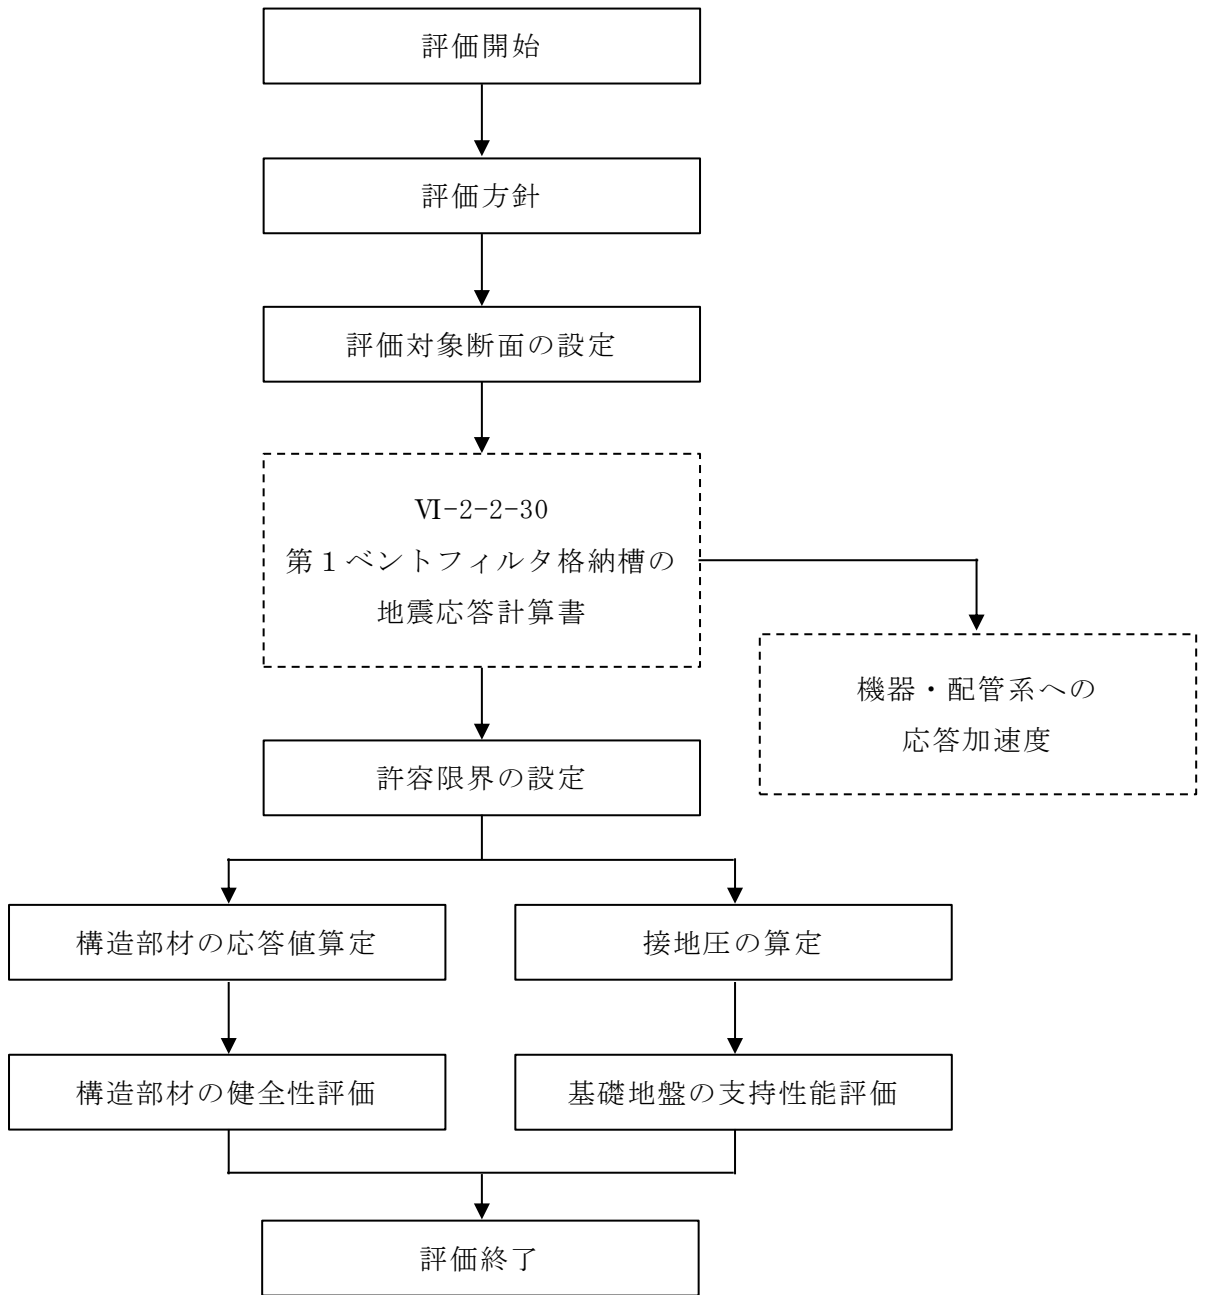 評価開始
評価方針
評価対象断面の設定
Ⅵ-2-2-30
第１ベントフィルタ格納槽の
地震応答計算書
機器・配管系への
応答加速度
許容限界の設定
構造部材の応答値算定
接地圧の算定
構造部材の健全性評価
基礎地盤の支持性能評価
評価終了